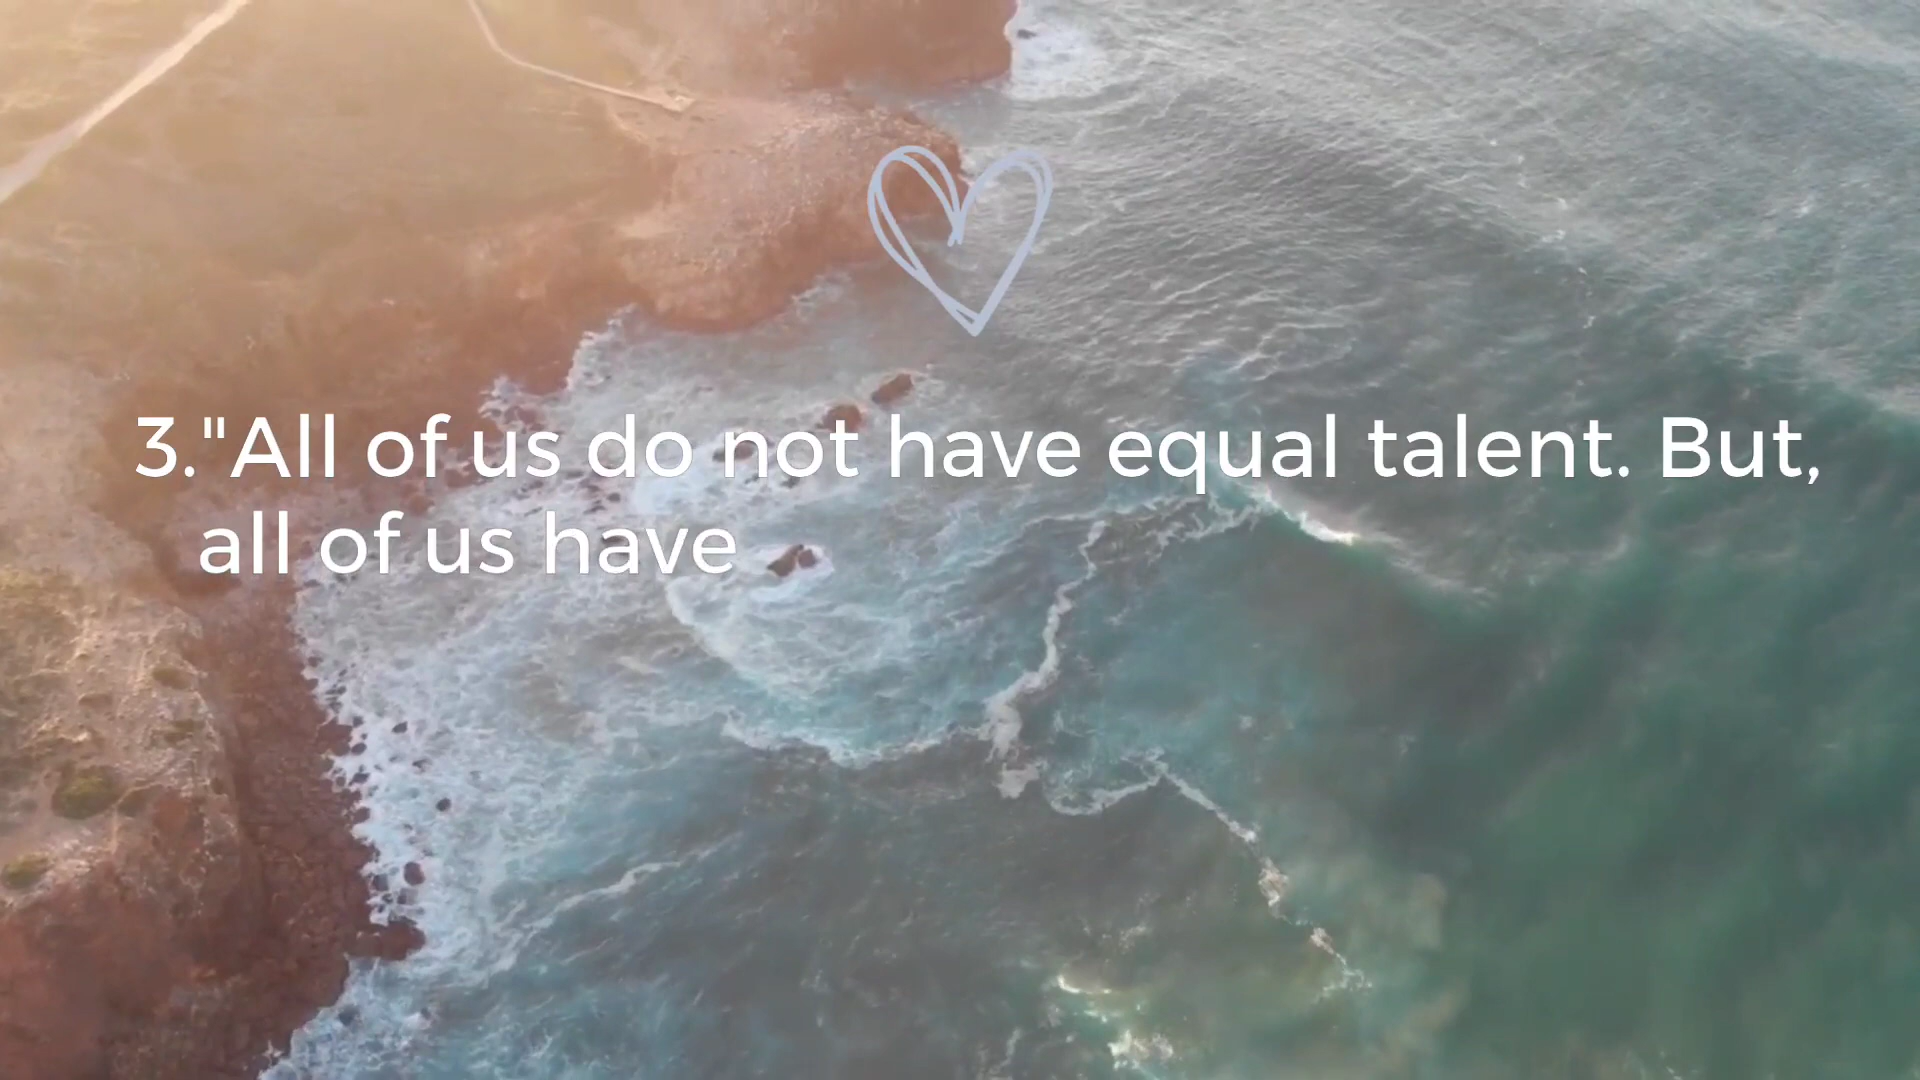 3."All of us do not have equal talent. But,
all of us have